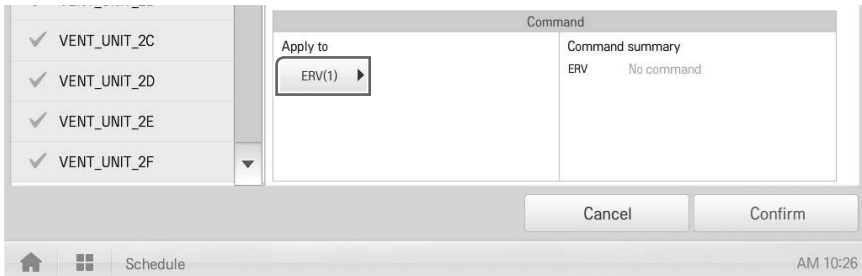 VENT_UNIT_2C
VENT_UNIT_2D
VENT_UNIT_2E
VENT_UNIT_2F
Command
Apply to
ERV(1)
Command summary
ERV No command
Cancel
Confirm
Schedule
AM 10:26